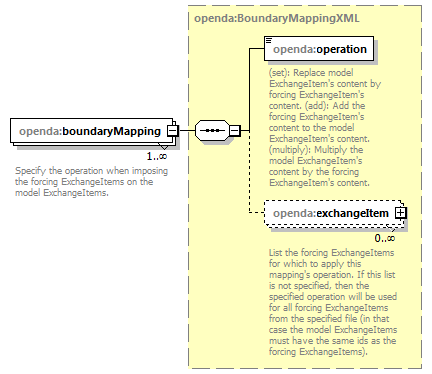 openda:BoundaryMappingXML
openda:operation
(set): Replace model
ExchangeItem's content by
forcing ExchangeItem's
content. (add): Add the
forcing ExchangeItem's
content to the model
ExchangeItem's content.
(multiply): Multiply the
model ExchangeItem's
content by the forcing
ExchangeItem's content.
openda:boundaryMapping
1..∞
Specify the operation when imposing
the forcing ExchangeItems on the
model ExchangeItems.
openda:exchangeItem
0..∞
List the forcing ExchangeItems
for which to apply this
mapping's operation. If this list
is not specified, then the
specified operation will be used
for all forcing ExchangeItems
from the specified file (in that
case the model ExchangeItems
must have the same ids as the
forcing ExchangeItems).